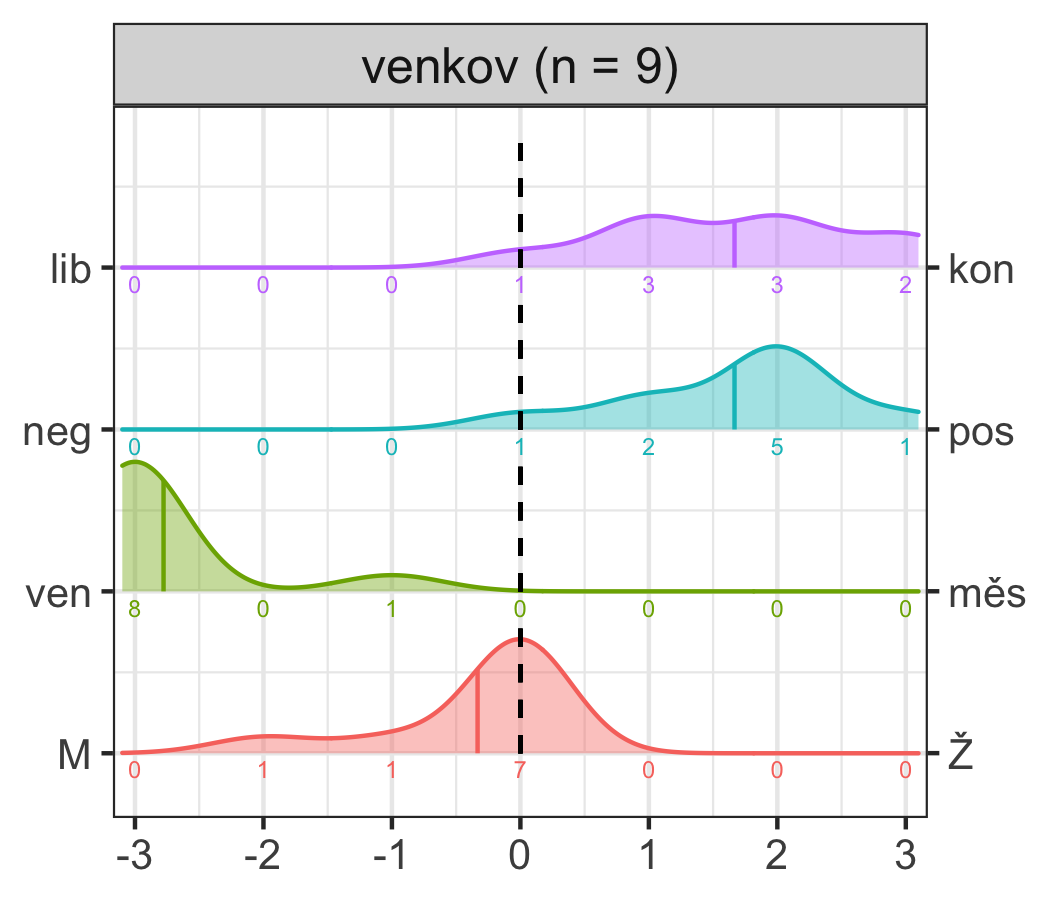 venkov (n = 9)
lib kon
0 0 0 1 3 3 2
neg pos
0 0 0 1 2 5 1
ven měs
8 0 1 0 0 0 0
M Ž
0 1 1 7 0 0 0
-3 -2 -1 0 1 2 3